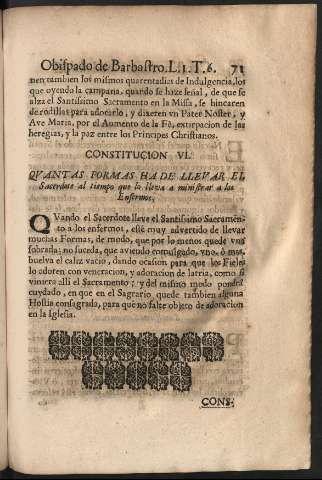 Obispado de Barbastro. L. 1. T. 6. 71
nen tambien los mismos quarentadias de Indulgencia, los
que oyendo la campana, quando se haze señal, de que se
alza el Santissimo Sacramento en la Missa, se hincaren
de rodillas para adorarlo, y dixeren vn Pater Noster, y
Ave Maria, por el Aumento de la Fè, extirpacion de las
heregias, y la paz entre los Principes Christianos.
CONSTITUCION VI.
QVANTAS FORMAS HA DE LLEVAR EL
Sacerdote al tiempo que lo lleva a ministrar a los
Enfermos.
QVando el Sacerdote lleve el Santissimo Sacramen-
to a los enfermos, estè muy advertido de llevar
muchas Formas, de modo, que por lo menos quede vna
sobrada: no suceda, que aviendo comulgado, vno, ò mas,
buelva el caliz vacio, dando ocasion para que los Fieles
lo adoren con veneracion, y adoracion de latria, como si
viniera alli el Sacramento; y del mismo modo pondrà
cuydado, en que en el Sagrario quede tambien alguna
Hostia consagrada, para que no falte objeto de adoracion
en la Iglesia.
CONS-